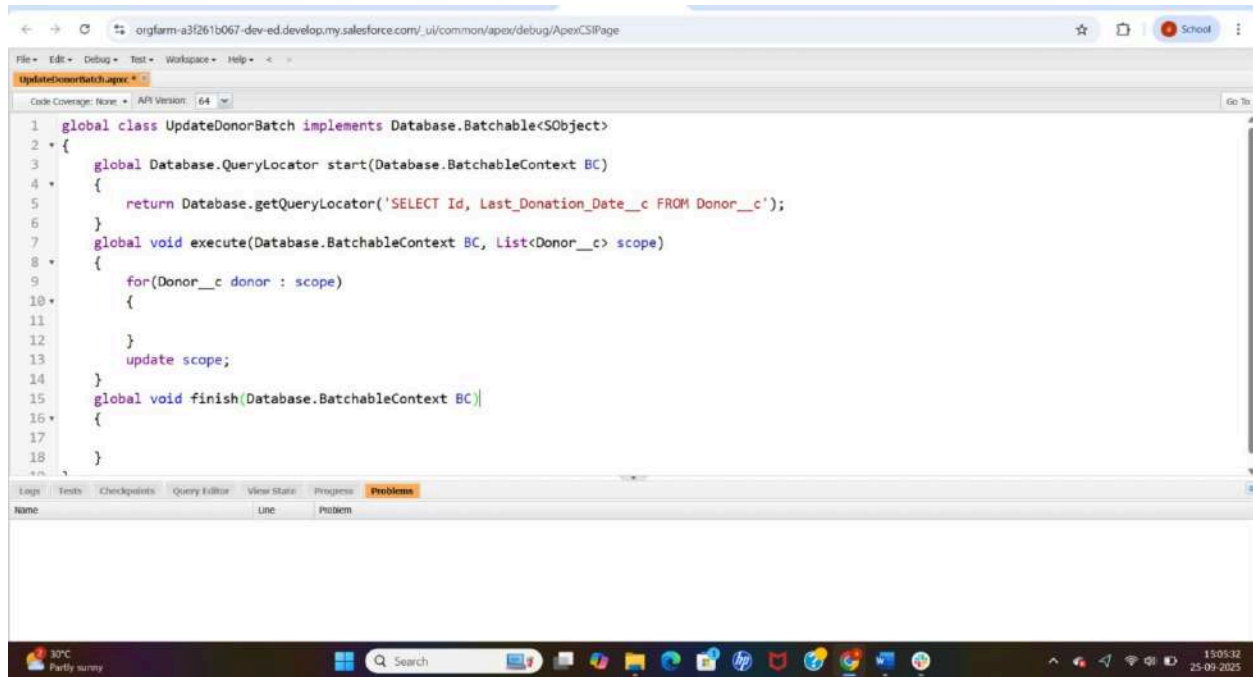 orgfarm-a3f261b067-dev-ed.develop.my.salesforce.com/_ui/common/apex/debug/ApexCSIPage
School
File Edit Debug Test Workspace Help < >
UpdateDonorBatch.apxc *
Code Coverage: None API Version: 64 Go To
1 global class UpdateDonorBatch implements Database.Batchable<SObject>
2 {
3 global Database.QueryLocator start(Database.BatchableContext BC)
4 {
5 return Database.getQueryLocator('SELECT Id, Last_Donation_Date__c FROM Donor__c');
6 }
7 global void execute(Database.BatchableContext BC, List<Donor__c> scope)
8 {
9 for(Donor__c donor : scope)
10 {
11
12 }
13 update scope;
14 }
15 global void finish(Database.BatchableContext BC)
16 {
17
18 }
Logs Tests Checkpoints Query Editor View State Progress Problems
Name Line Problem
30°C
Partly sunny
Search
15:05:32
25-09-2025